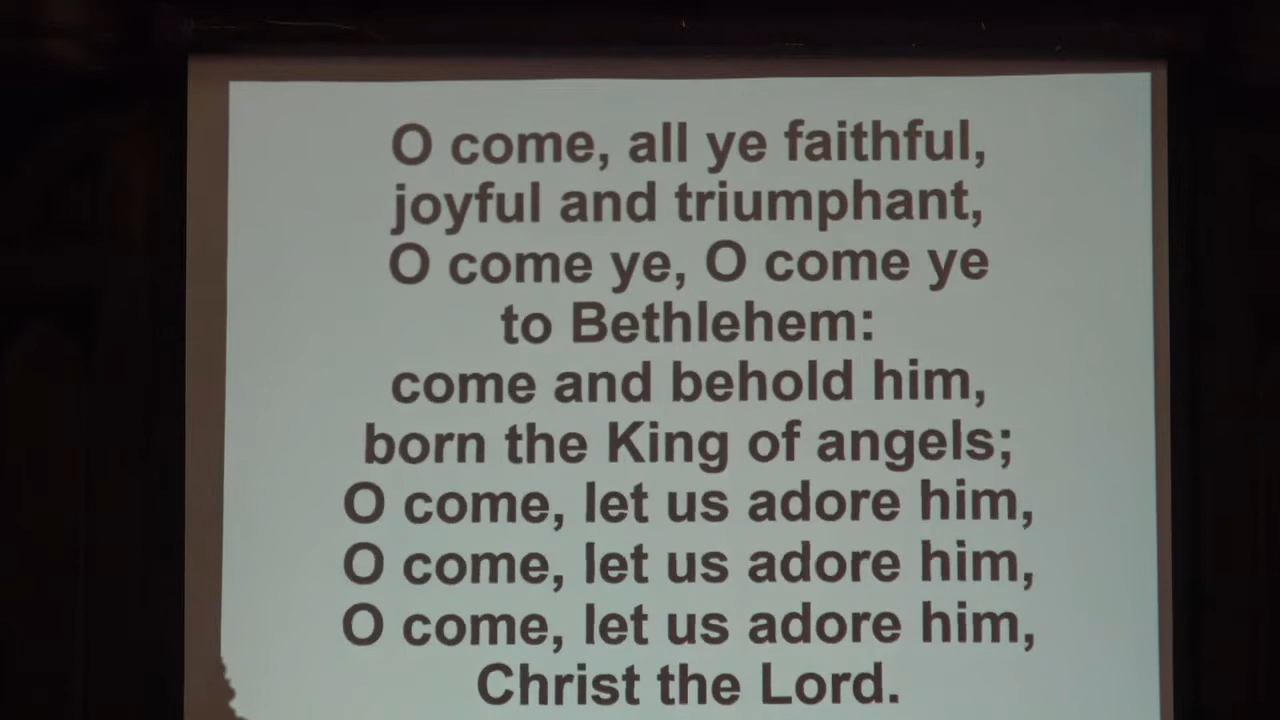 O come, all ye faithful,
joyful and triumphant,
O come ye, O come ye
to Bethlehem:
come and behold him,
born the King of angels;
O come, let us adore him,
O come, let us adore him,
O come, let us adore him,
Christ the Lord.